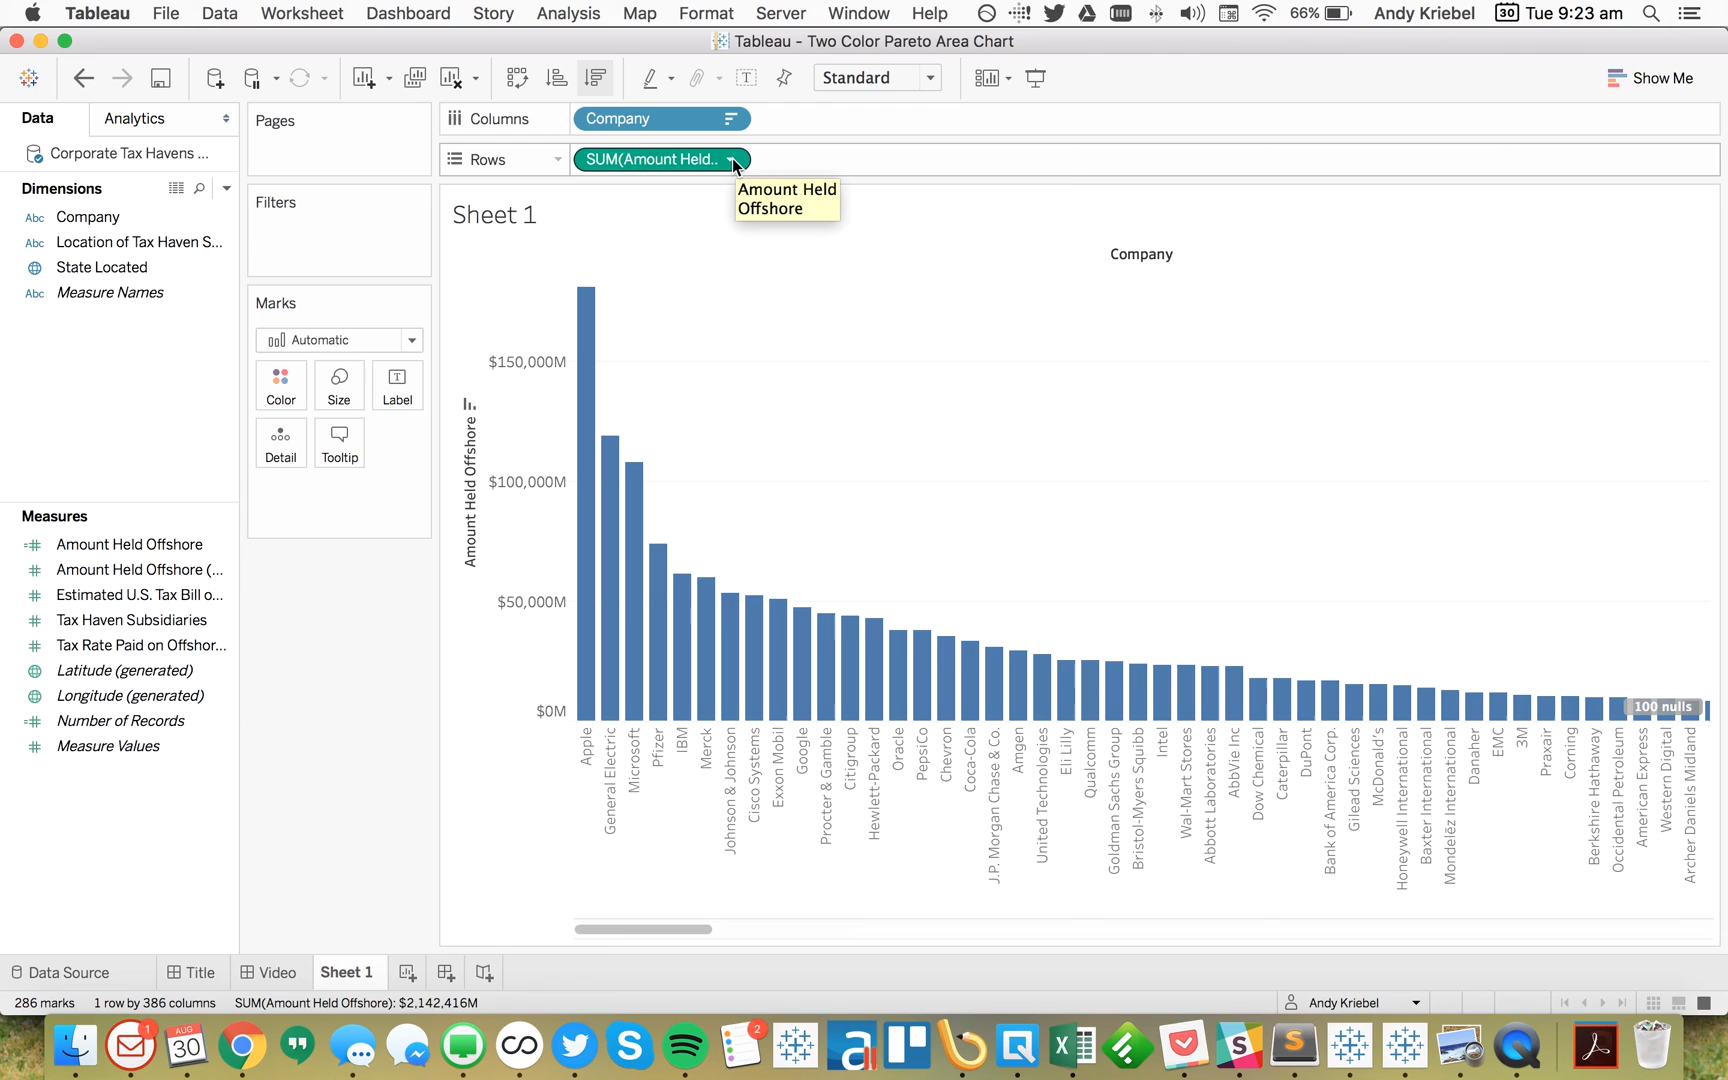 Tableau File Data Worksheet Dashboard Story Analysis Map Format Server Window Help 66% Andy Kriebel 30 Tue 9:23 am
Tableau - Two Color Pareto Area Chart
Standard
Show Me
Data
Analytics
Corporate Tax Havens ...
Dimensions
Abc Company
Abc Location of Tax Haven S...
State Located
Abc Measure Names
Measures
Amount Held Offshore
Amount Held Offshore (...
Estimated U.S. Tax Bill o...
Tax Haven Subsidiaries
Tax Rate Paid on Offshor...
Latitude (generated)
Longitude (generated)
Number of Records
Measure Values
Pages
Filters
Marks
Automatic
Color
Size
Label
Detail
Tooltip
Columns
Company
Rows
SUM(Amount Held..
Amount Held
Offshore
Sheet 1
Company
Amount Held Offshore
$150,000M
$100,000M
$50,000M
$0M
100 nulls
Apple
General Electric
Microsoft
Pfizer
IBM
Merck
Johnson & Johnson
Cisco Systems
Exxon Mobil
Google
Procter & Gamble
Citigroup
Hewlett-Packard
Oracle
PepsiCo
Chevron
Coca-Cola
J.P. Morgan Chase & Co.
Amgen
United Technologies
Eli Lilly
Qualcomm
Goldman Sachs Group
Bristol-Myers Squibb
Intel
Wal-Mart Stores
Abbott Laboratories
AbbVie Inc
Dow Chemical
Caterpillar
DuPont
Bank of America Corp.
Gilead Sciences
McDonald's
Honeywell International
Baxter International
Mondelēz International
Danaher
EMC
3M
Praxair
Corning
Berkshire Hathaway
Occidental Petroleum
American Express
Western Digital
Archer Daniels Midland
Data Source
Title
Video
Sheet 1
286 marks
1 row by 386 columns
SUM(Amount Held Offshore): $2,142,416M
Andy Kriebel
1
AUG
30
2